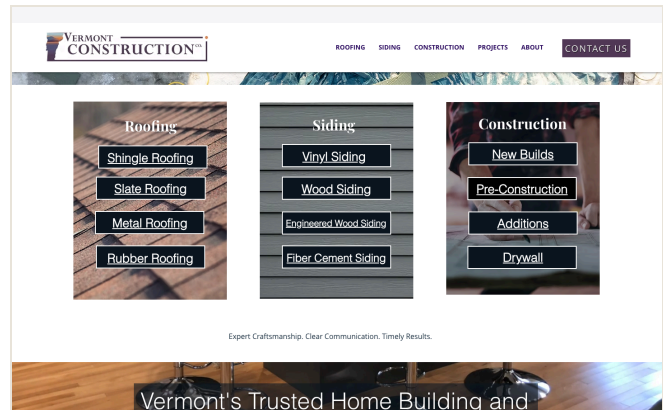 VERMONT
CONSTRUCTION CO.
ROOFING SIDING CONSTRUCTION PROJECTS ABOUT CONTACT US
Roofing
Shingle Roofing
Slate Roofing
Metal Roofing
Rubber Roofing
Siding
Vinyl Siding
Wood Siding
Engineered Wood Siding
Fiber Cement Siding
Construction
New Builds
Pre-Construction
Additions
Drywall
Expert Craftsmanship. Clear Communication. Timely Results.
Vermont's Trusted Home Building and